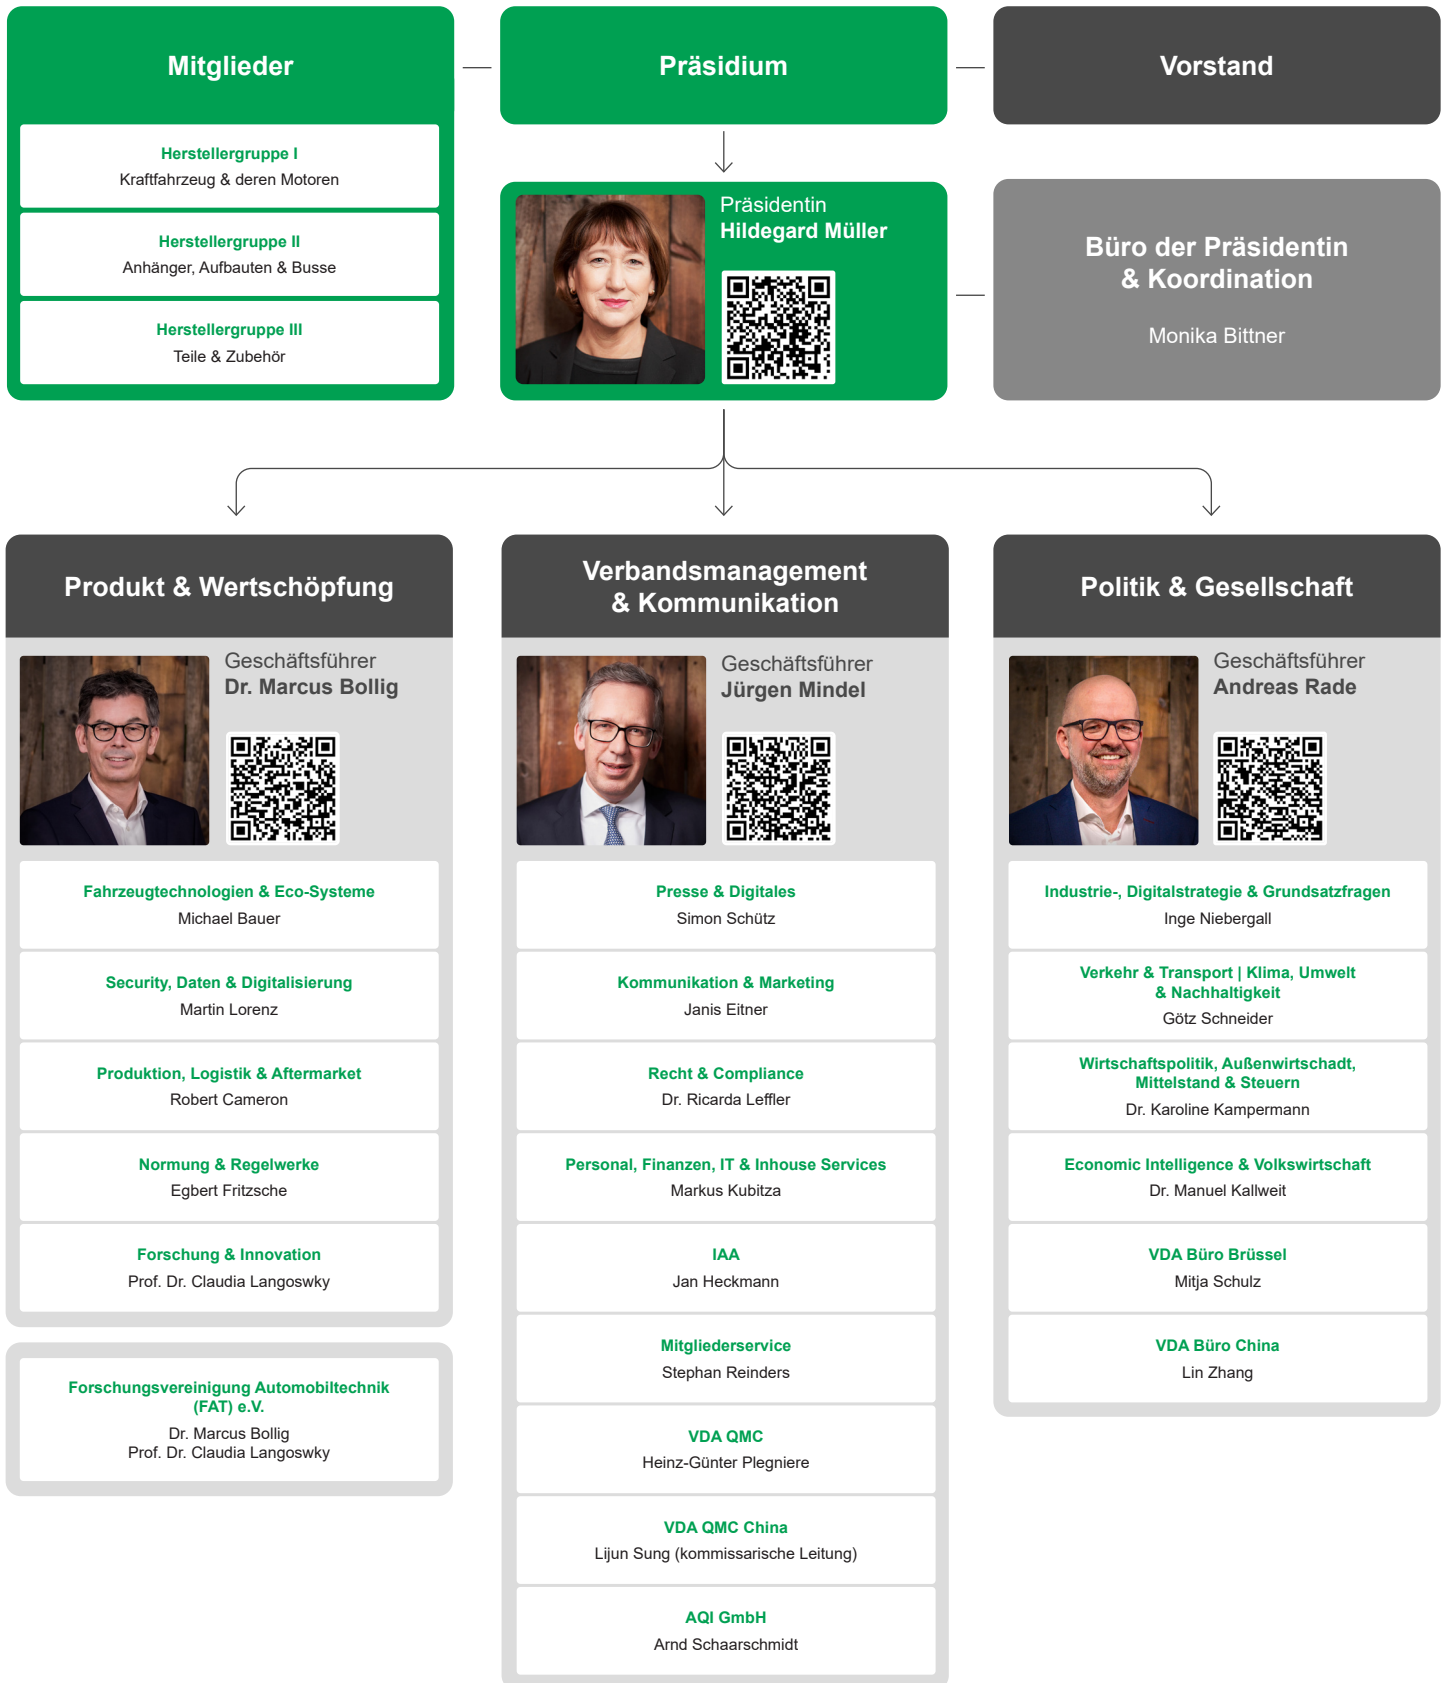 Mitglieder
Herstellergruppe I
Kraftfahrzeug & deren Motoren
Herstellergruppe II
Anhänger, Aufbauten & Busse
Herstellergruppe III
Teile & Zubehör
Präsidium
Vorstand
Präsidentin
Hildegard Müller
Büro der Präsidentin
& Koordination
Monika Bittner
Produkt & Wertschöpfung
Geschäftsführer
Dr. Marcus Bollig
Fahrzeugtechnologien & Eco-Systeme
Michael Bauer
Security, Daten & Digitalisierung
Martin Lorenz
Produktion, Logistik & Aftermarket
Robert Cameron
Normung & Regelwerke
Egbert Fritzsche
Forschung & Innovation
Prof. Dr. Claudia Langoswky
Forschungsvereinigung Automobiltechnik
(FAT) e.V.
Dr. Marcus Bollig
Prof. Dr. Claudia Langoswky
Verbandsmanagement
& Kommunikation
Geschäftsführer
Jürgen Mindel
Presse & Digitales
Simon Schütz
Kommunikation & Marketing
Janis Eitner
Recht & Compliance
Dr. Ricarda Leffler
Personal, Finanzen, IT & Inhouse Services
Markus Kubitza
IAA
Jan Heckmann
Mitgliederservice
Stephan Reinders
VDA QMC
Heinz-Günter Plegniere
VDA QMC China
Lijun Sung (kommissarische Leitung)
AQI GmbH
Arnd Schaarschmidt
Politik & Gesellschaft
Geschäftsführer
Andreas Rade
Industrie-, Digitalstrategie & Grundsatzfragen
Inge Niebergall
Verkehr & Transport | Klima, Umwelt
& Nachhaltigkeit
Götz Schneider
Wirtschaftspolitik, Außenwirtschadt,
Mittelstand & Steuern
Dr. Karoline Kampermann
Economic Intelligence & Volkswirtschaft
Dr. Manuel Kallweit
VDA Büro Brüssel
Mitja Schulz
VDA Büro China
Lin Zhang